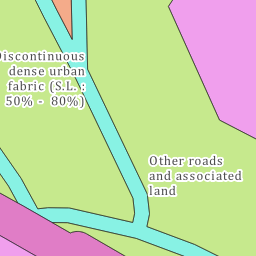 Discontinuous
dense urban
fabric (S.L. :
50% - 80%)
Other roads
and associated
land